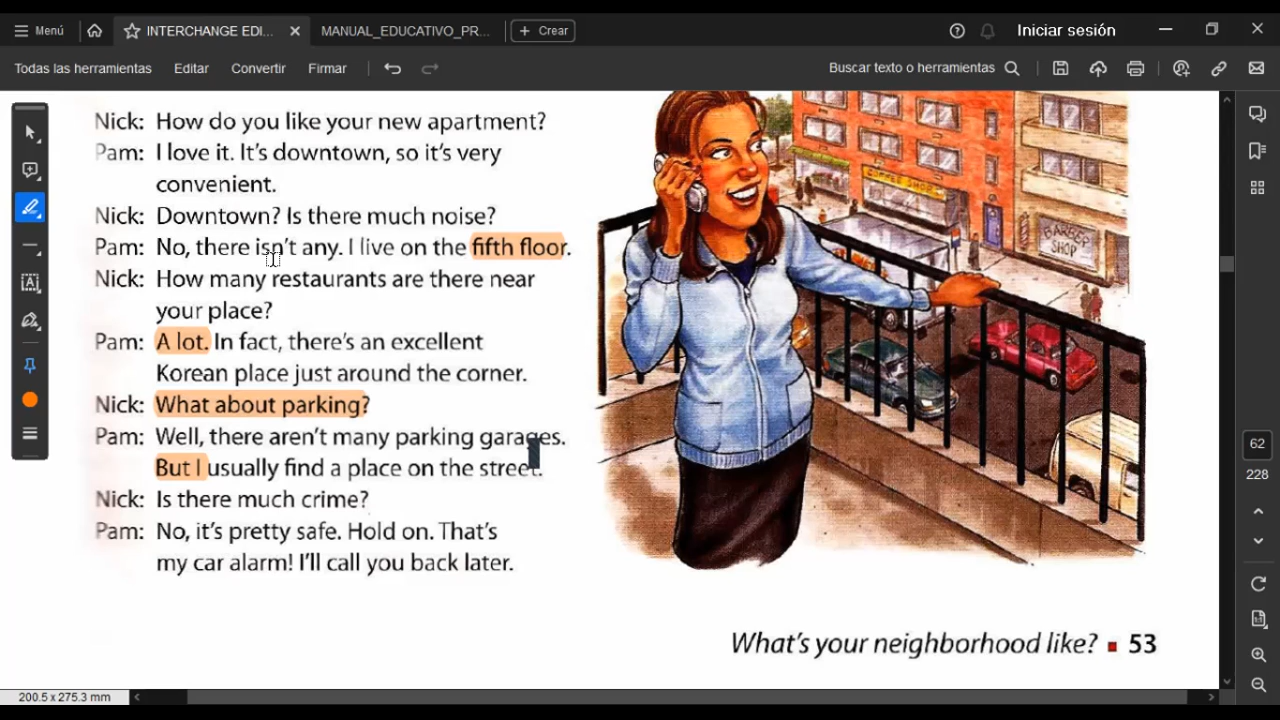 Menú
INTERCHANGE EDI...
MANUAL_EDUCATIVO_PR...
Crear
Iniciar sesión
Todas las herramientas
Editar
Convertir
Firmar
Buscar texto o herramientas
Nick: How do you like your new apartment?
Pam: I love it. It's downtown, so it's very
convenient.
Nick: Downtown? Is there much noise?
Pam: No, there isn't any. I live on the fifth floor.
Nick: How many restaurants are there near
your place?
Pam: A lot. In fact, there's an excellent
Korean place just around the corner.
Nick: What about parking?
Pam: Well, there aren't many parking garages.
But I usually find a place on the street.
Nick: Is there much crime?
Pam: No, it's pretty safe. Hold on. That's
my car alarm! I'll call you back later.
COFFEE SHOP
BARBER
SHOP
62
228
What's your neighborhood like? ■ 53
200.5 x 275.3 mm